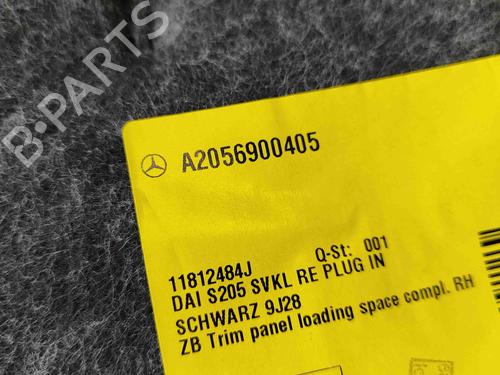 B-PARTS
A2056900405
11812484J
Q-St: 001
DAI S205 SVKL RE PLUG IN
SCHWARZ 9J28
ZB Trim panel loading space compl. RH